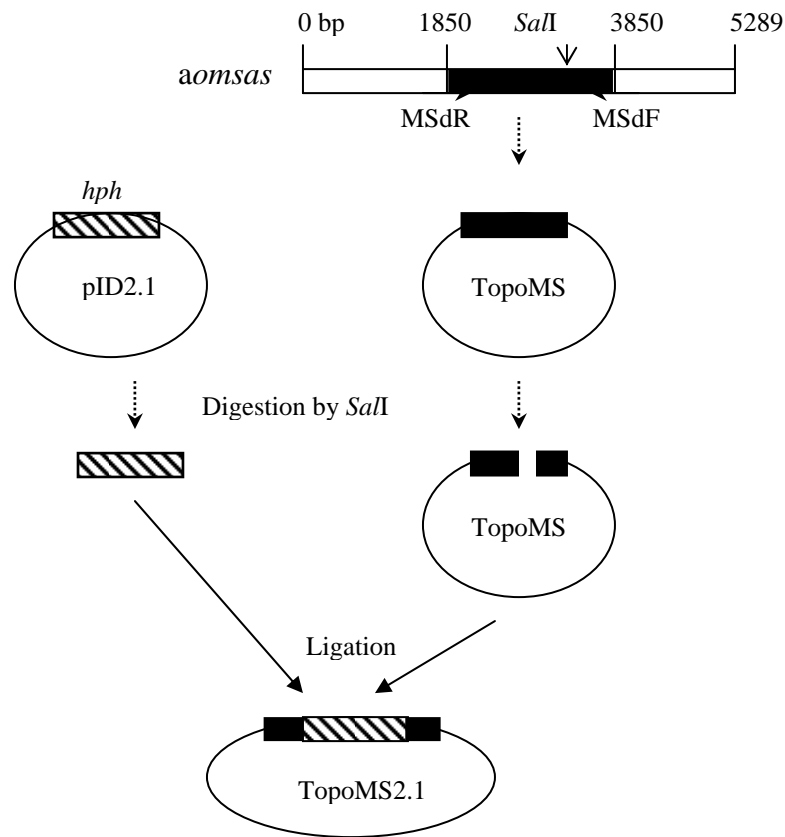 0 bp 1850 SalI 3850 5289
aomsas
MSdR MSdF
hph
pID2.1 TopoMS
Digestion by SalI
TopoMS
Ligation
TopoMS2.1